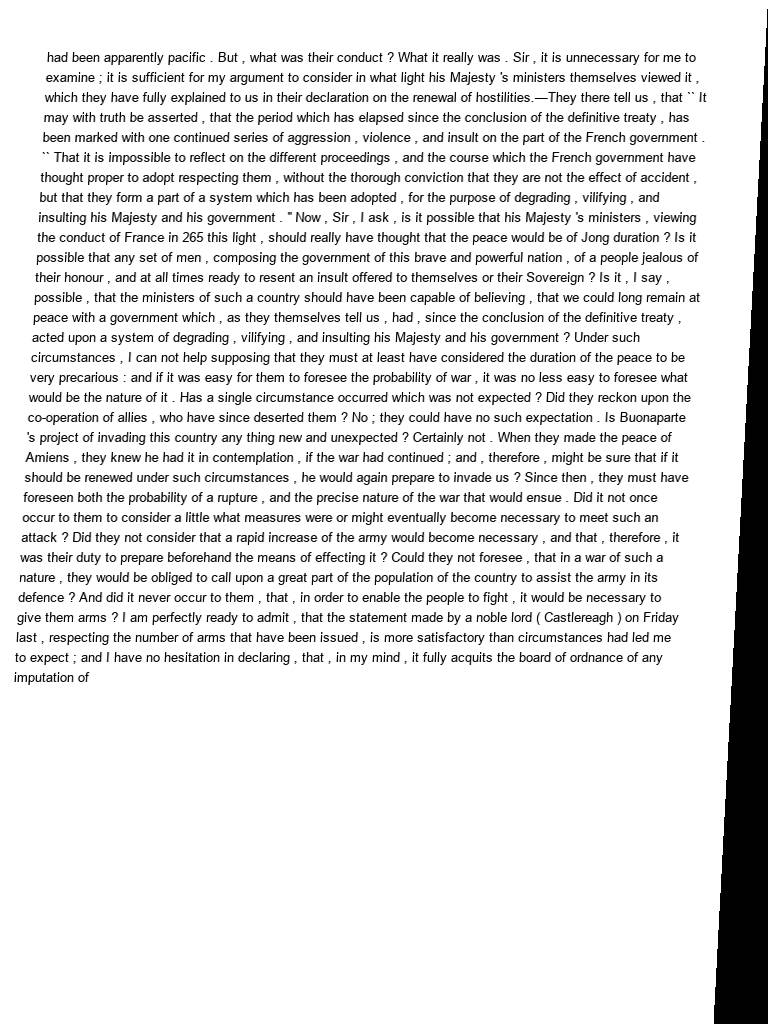 had been apparently pacific . But , what was their conduct ? What it really was . Sir , it is unnecessary for me to
examine ; it is sufficient for my argument to consider in what light his Majesty 's ministers themselves viewed it ,
which they have fully explained to us in their declaration on the renewal of hostilities.—They there tell us , that `` It
may with truth be asserted , that the period which has elapsed since the conclusion of the definitive treaty , has
been marked with one continued series of aggression , violence , and insult on the part of the French government .
`` That it is impossible to reflect on the different proceedings , and the course which the French government have
thought proper to adopt respecting them , without the thorough conviction that they are not the effect of accident ,
but that they form a part of a system which has been adopted , for the purpose of degrading , vilifying , and
insulting his Majesty and his government . '' Now , Sir , I ask , is it possible that his Majesty 's ministers , viewing
the conduct of France in 265 this light , should really have thought that the peace would be of Jong duration ? Is it
possible that any set of men , composing the government of this brave and powerful nation , of a people jealous of
their honour , and at all times ready to resent an insult offered to themselves or their Sovereign ? Is it , I say ,
possible , that the ministers of such a country should have been capable of believing , that we could long remain at
peace with a government which , as they themselves tell us , had , since the conclusion of the definitive treaty ,
acted upon a system of degrading , vilifying , and insulting his Majesty and his government ? Under such
circumstances , I can not help supposing that they must at least have considered the duration of the peace to be
very precarious : and if it was easy for them to foresee the probability of war , it was no less easy to foresee what
would be the nature of it . Has a single circumstance occurred which was not expected ? Did they reckon upon the
co-operation of allies , who have since deserted them ? No ; they could have no such expectation . Is Buonaparte
's project of invading this country any thing new and unexpected ? Certainly not . When they made the peace of
Amiens , they knew he had it in contemplation , if the war had continued ; and , therefore , might be sure that if it
should be renewed under such circumstances , he would again prepare to invade us ? Since then , they must have
foreseen both the probability of a rupture , and the precise nature of the war that would ensue . Did it not once
occur to them to consider a little what measures were or might eventually become necessary to meet such an
attack ? Did they not consider that a rapid increase of the army would become necessary , and that , therefore , it
was their duty to prepare beforehand the means of effecting it ? Could they not foresee , that in a war of such a
nature , they would be obliged to call upon a great part of the population of the country to assist the army in its
defence ? And did it never occur to them , that , in order to enable the people to fight , it would be necessary to
give them arms ? I am perfectly ready to admit , that the statement made by a noble lord ( Castlereagh ) on Friday
last , respecting the number of arms that have been issued , is more satisfactory than circumstances had led me
to expect ; and I have no hesitation in declaring , that , in my mind , it fully acquits the board of ordnance of any
imputation of